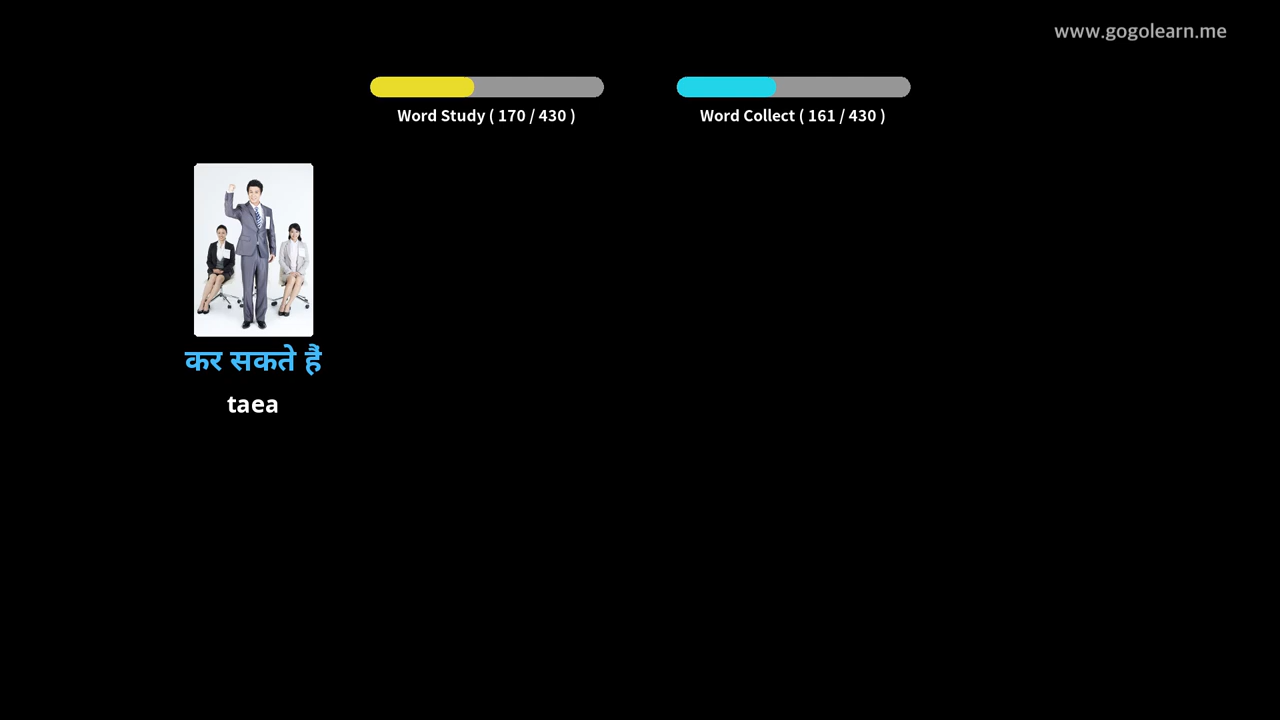 www.gogolearn.me
Word Study ( 170 / 430 )
Word Collect ( 161 / 430 )
कर सकते हैं
taea